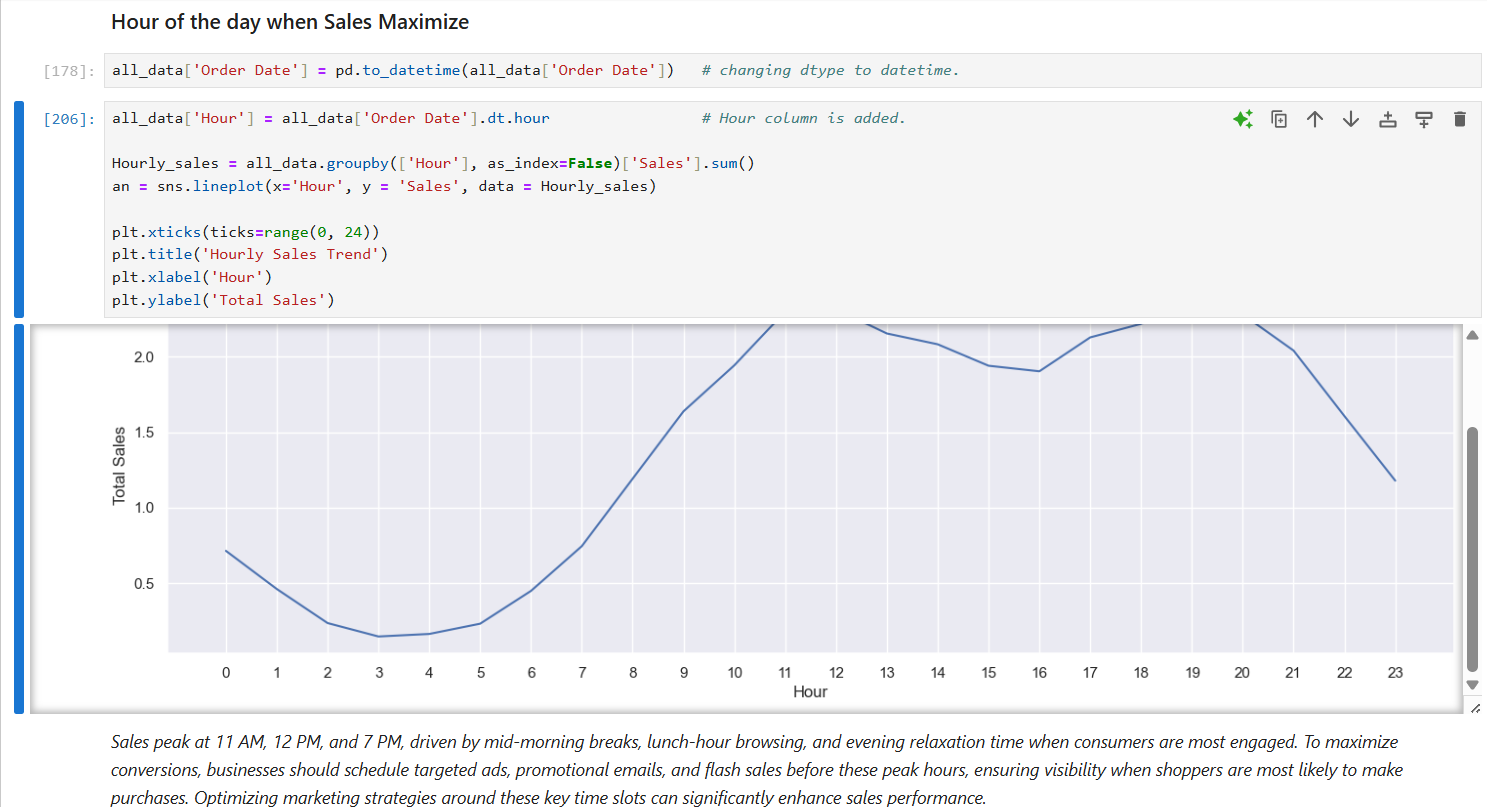 Hour of the day when Sales Maximize
[178]: all_data['Order Date'] = pd.to_datetime(all_data['Order Date'])   # changing dtype to datetime.
[206]: all_data['Hour'] = all_data['Order Date'].dt.hour                  # Hour column is added.
Hourly_sales = all_data.groupby(['Hour'], as_index=False)['Sales'].sum()
an = sns.lineplot(x='Hour', y = 'Sales', data = Hourly_sales)
plt.xticks(ticks=range(0, 24))
plt.title('Hourly Sales Trend')
plt.xlabel('Hour')
plt.ylabel('Total Sales')
2.0
1.5
1.0
0.5
Total Sales
0 1 2 3 4 5 6 7 8 9 10 11 12 13 14 15 16 17 18 19 20 21 22 23
Hour
Sales peak at 11 AM, 12 PM, and 7 PM, driven by mid-morning breaks, lunch-hour browsing, and evening relaxation time when consumers are most engaged. To maximize
conversions, businesses should schedule targeted ads, promotional emails, and flash sales before these peak hours, ensuring visibility when shoppers are most likely to make
purchases. Optimizing marketing strategies around these key time slots can significantly enhance sales performance.